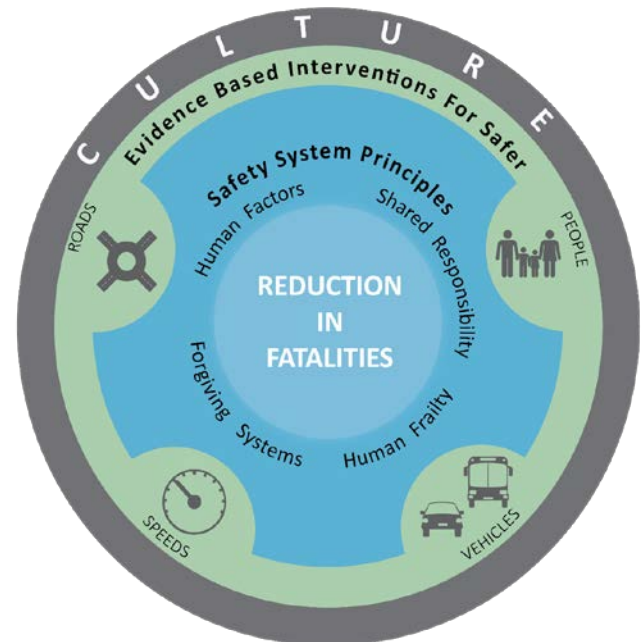 CULTURE
Evidence Based Interventions For Safer
Safety System Principles
Human Factors
Shared Responsibility
ROADS
PEOPLE
REDUCTION
IN
FATALITIES
Forgiving Systems
Human Frailty
SPEEDS
VEHICLES